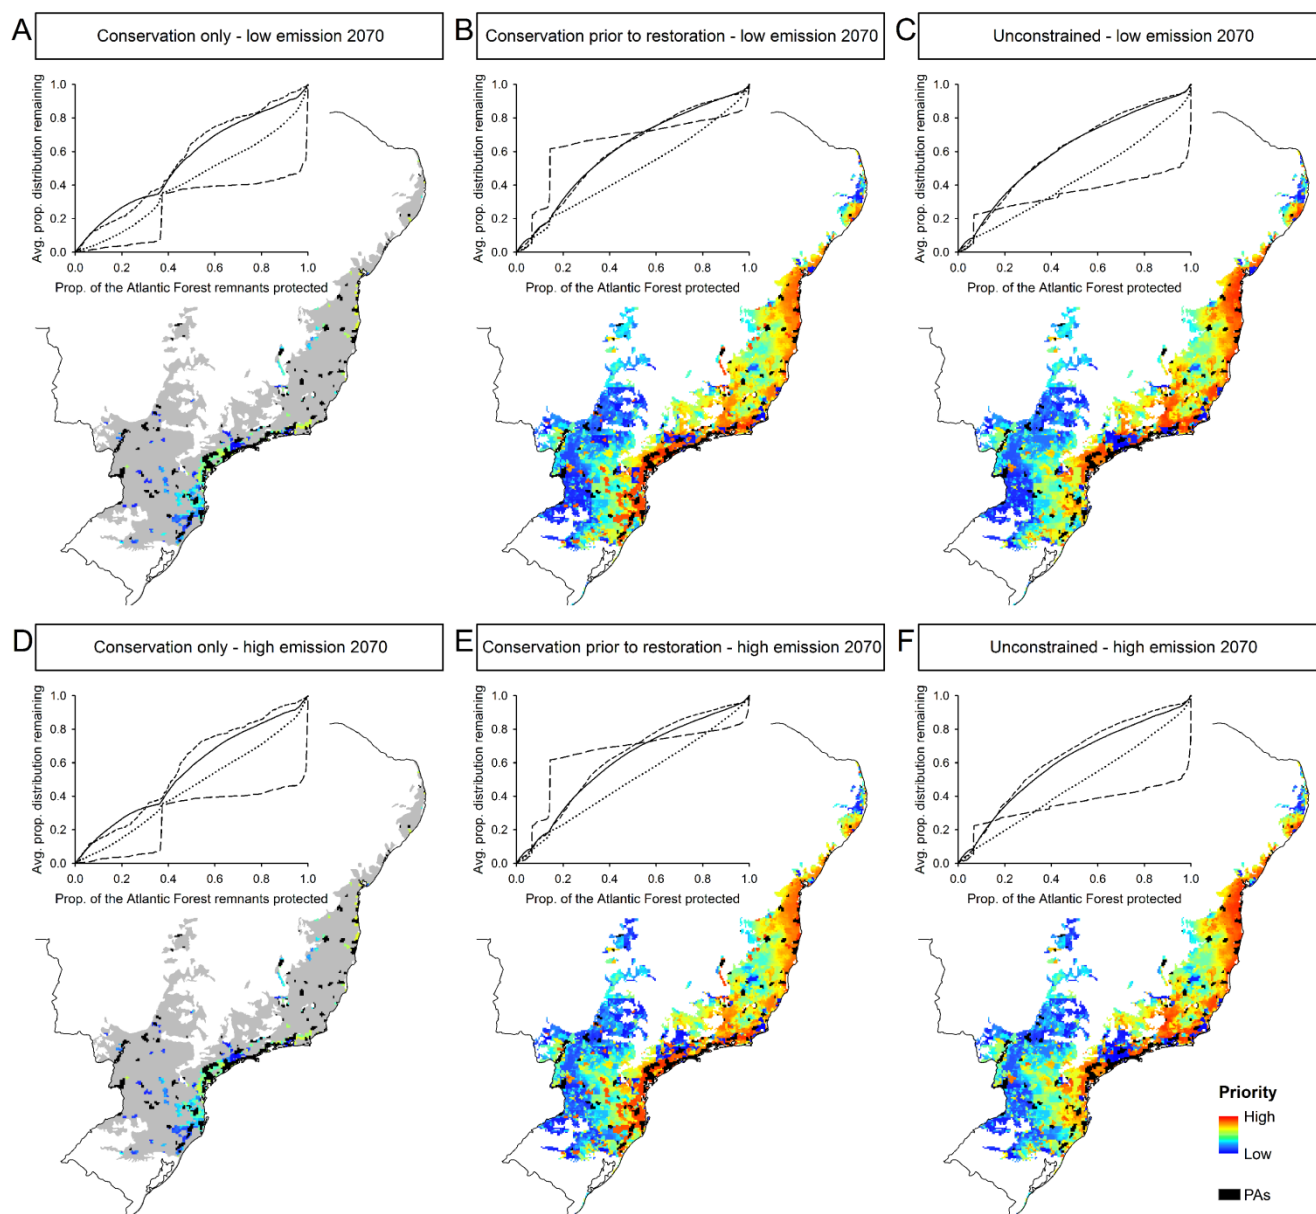 A
Conservation only - low emission 2070
B
Conservation prior to restoration - low emission 2070
C
Unconstrained - low emission 2070
Avg. prop. distribution remaining
1.0
0.8
0.6
0.4
0.2
0.0
0.0 0.2 0.4 0.6 0.8 1.0
Prop. of the Atlantic Forest remnants protected
Avg. prop. distribution remaining
1.0
0.8
0.6
0.4
0.2
0.0
0.0 0.2 0.4 0.6 0.8 1.0
Prop. of the Atlantic Forest protected
Avg. prop. distribution remaining
1.0
0.8
0.6
0.4
0.2
0.0
0.0 0.2 0.4 0.6 0.8 1.0
Prop. of the Atlantic Forest protected
D
Conservation only - high emission 2070
E
Conservation prior to restoration - high emission 2070
F
Unconstrained - high emission 2070
Avg. prop. distribution remaining
1.0
0.8
0.6
0.4
0.2
0.0
0.0 0.2 0.4 0.6 0.8 1.0
Prop. of the Atlantic Forest remnants protected
Avg. prop. distribution remaining
1.0
0.8
0.6
0.4
0.2
0.0
0.0 0.2 0.4 0.6 0.8 1.0
Prop. of the Atlantic Forest protected
Avg. prop. distribution remaining
1.0
0.8
0.6
0.4
0.2
0.0
0.0 0.2 0.4 0.6 0.8 1.0
Prop. of the Atlantic Forest protected
Priority
High
Low
PAs